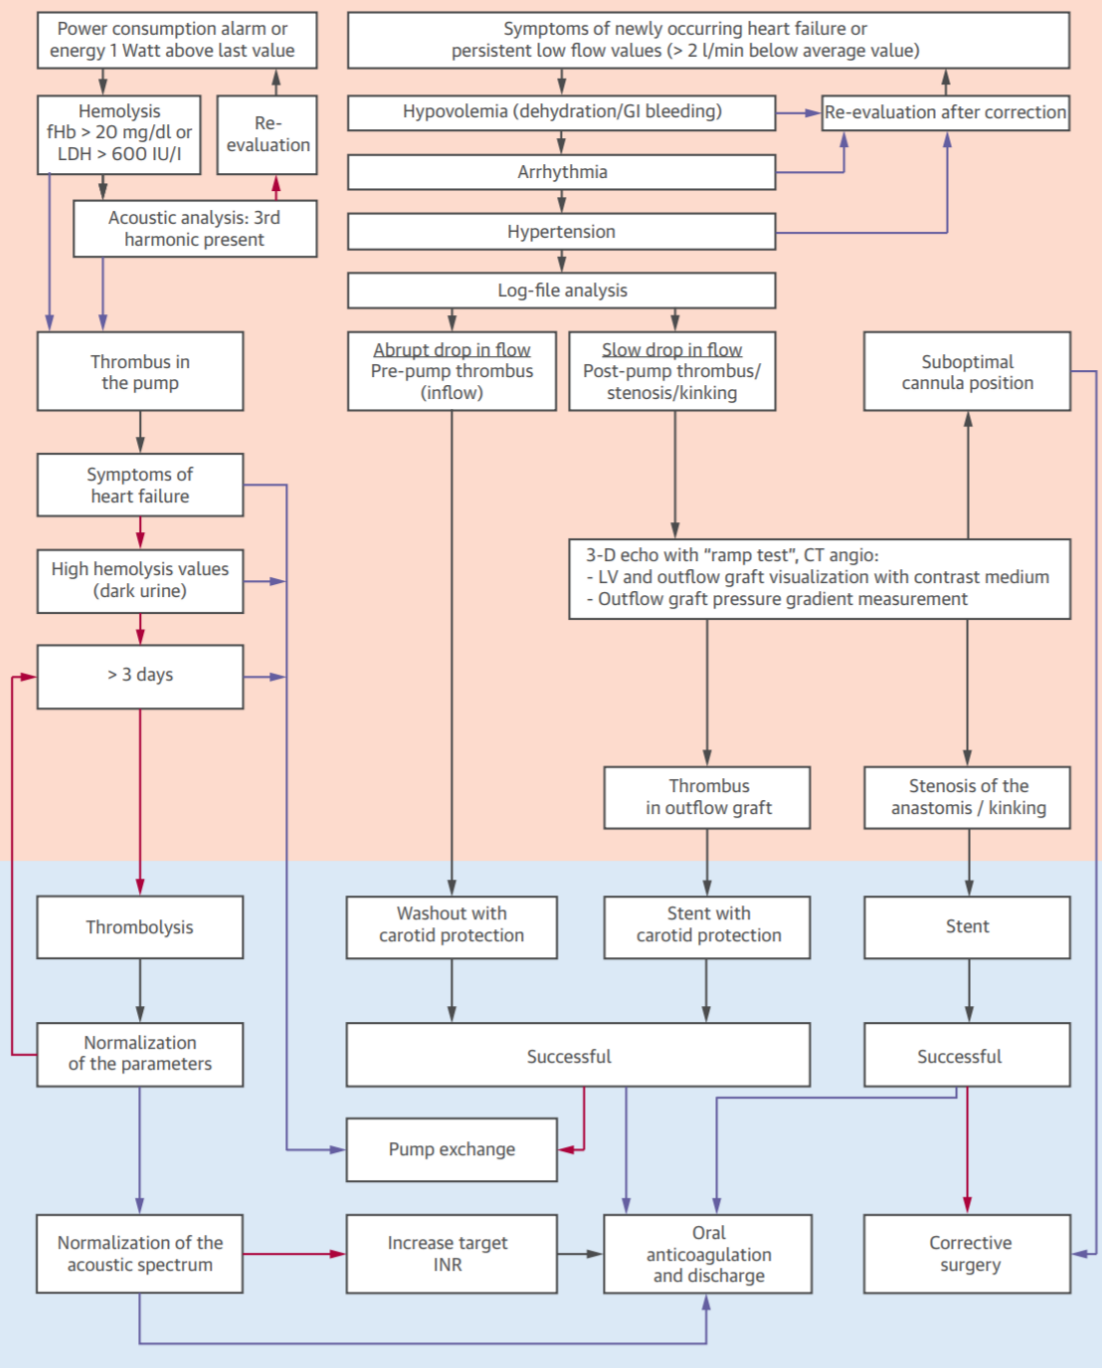 Power consumption alarm or
energy 1 Watt above last value
Symptoms of newly occurring heart failure or
persistent low flow values (> 2 l/min below average value)
Hemolysis
fHb > 20 mg/dl or
LDH > 600 IU/l
Re-
evaluation
Hypovolemia (dehydration/GI bleeding)
Re-evaluation after correction
Arrhythmia
Acoustic analysis: 3rd
harmonic present
Hypertension
Log-file analysis
Thrombus in
the pump
Abrupt drop in flow
Pre-pump thrombus
(inflow)
Slow drop in flow
Post-pump thrombus/
stenosis/kinking
Suboptimal
cannula position
Symptoms of
heart failure
High hemolysis values
(dark urine)
3-D echo with “ramp test”, CT angio:
- LV and outflow graft visualization with contrast medium
- Outflow graft pressure gradient measurement
> 3 days
Thrombus
in outflow graft
Stenosis of the
anastomis / kinking
Thrombolysis
Washout with
carotid protection
Stent with
carotid protection
Stent
Normalization
of the parameters
Successful
Successful
Pump exchange
Normalization of the
acoustic spectrum
Increase target
INR
Oral
anticoagulation
and discharge
Corrective
surgery